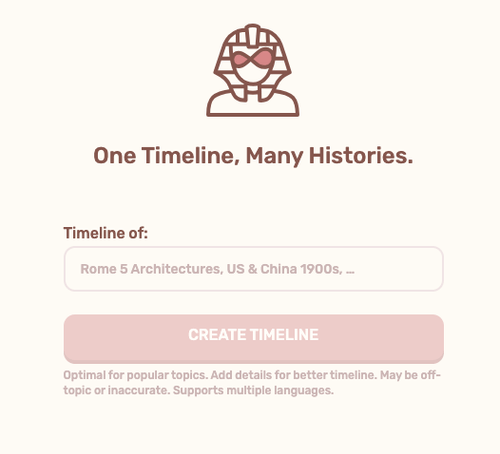 One Timeline, Many Histories.
Timeline of:
Rome 5 Architectures, US & China 1900s, ...
CREATE TIMELINE
Optimal for popular topics. Add details for better timeline. May be off-
topic or inaccurate. Supports multiple languages.